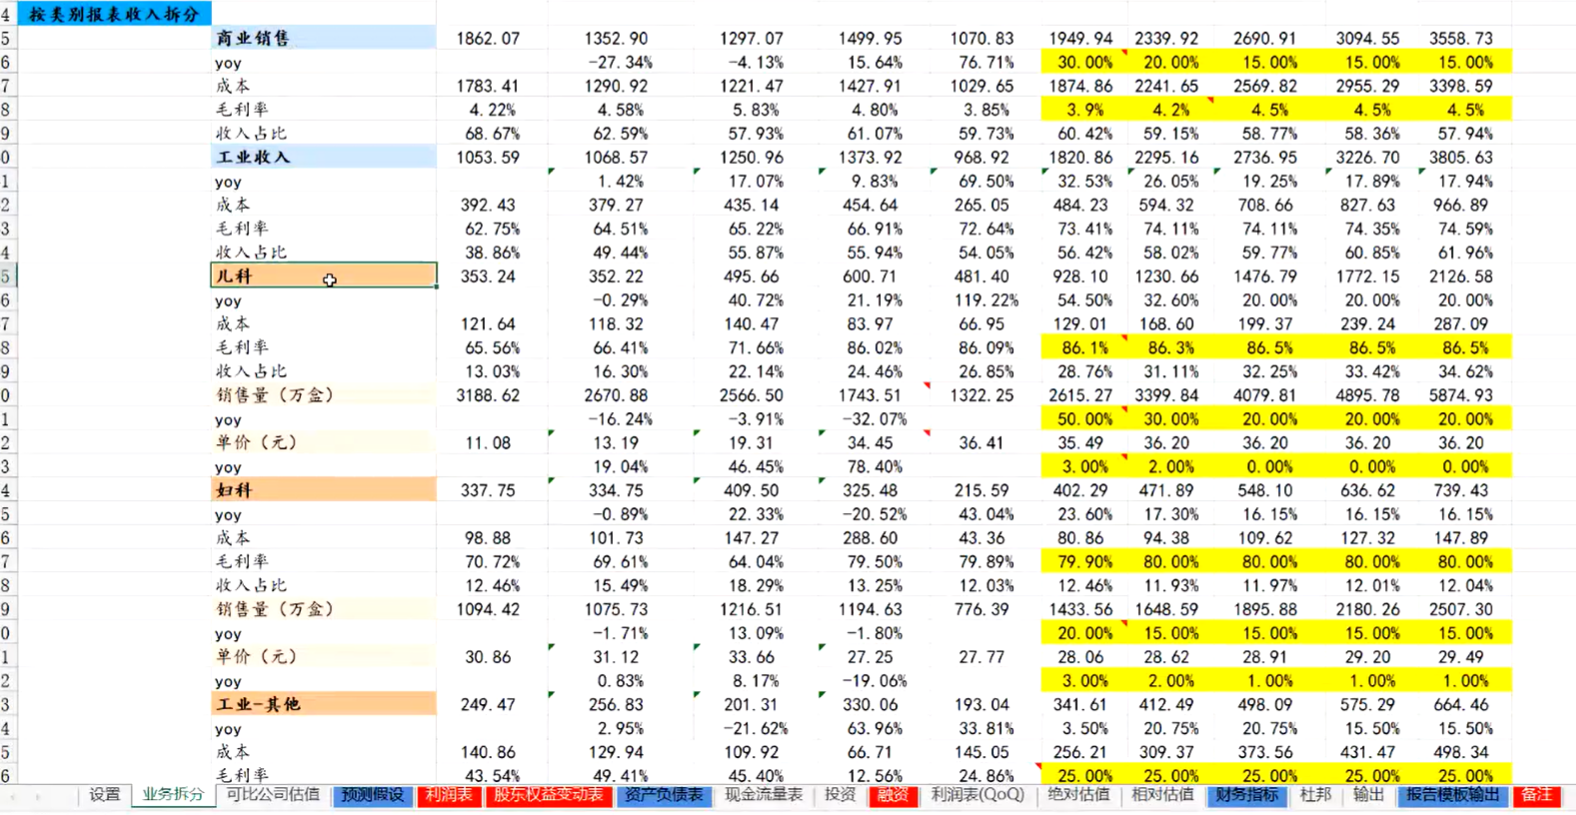 4 按类别报表收入拆分
5 商业销售 1862.07 1352.90 1297.07 1499.95 1070.83 1949.94 2339.92 2690.91 3094.55 3558.73
6 yoy -27.34% -4.13% 15.64% 76.71% 30.00% 20.00% 15.00% 15.00% 15.00%
7 成本 1783.41 1290.92 1221.47 1427.91 1029.65 1874.86 2241.65 2569.82 2955.29 3398.59
8 毛利率 4.22% 4.58% 5.83% 4.80% 3.85% 3.9% 4.2% 4.5% 4.5% 4.5%
9 收入占比 68.67% 62.59% 57.93% 61.07% 59.73% 60.42% 59.15% 58.77% 58.36% 57.94%
0 工业收入 1053.59 1068.57 1250.96 1373.92 968.92 1820.86 2295.16 2736.95 3226.70 3805.63
1 yoy 1.42% 17.07% 9.83% 69.50% 32.53% 26.05% 19.25% 17.89% 17.94%
2 成本 392.43 379.27 435.14 454.64 265.05 484.23 594.32 708.66 827.63 966.89
3 毛利率 62.75% 64.51% 65.22% 66.91% 72.64% 73.41% 74.11% 74.11% 74.35% 74.59%
4 收入占比 38.86% 49.44% 55.87% 55.94% 54.05% 56.42% 58.02% 59.77% 60.85% 61.96%
5 儿科 353.24 352.22 495.66 600.71 481.40 928.10 1230.66 1476.79 1772.15 2126.58
6 yoy -0.29% 40.72% 21.19% 119.22% 54.50% 32.60% 20.00% 20.00% 20.00%
7 成本 121.64 118.32 140.47 83.97 66.95 129.01 168.60 199.37 239.24 287.09
8 毛利率 65.56% 66.41% 71.66% 86.02% 86.09% 86.1% 86.3% 86.5% 86.5% 86.5%
9 收入占比 13.03% 16.30% 22.14% 24.46% 26.85% 28.76% 31.11% 32.25% 33.42% 34.62%
0 销售量（万盒） 3188.62 2670.88 2566.50 1743.51 1322.25 2615.27 3399.84 4079.81 4895.78 5874.93
1 yoy -16.24% -3.91% -32.07% 50.00% 30.00% 20.00% 20.00% 20.00%
2 单价（元） 11.08 13.19 19.31 34.45 36.41 35.49 36.20 36.20 36.20 36.20
3 yoy 19.04% 46.45% 78.40% 3.00% 2.00% 0.00% 0.00% 0.00%
4 妇科 337.75 334.75 409.50 325.48 215.59 402.29 471.89 548.10 636.62 739.43
5 yoy -0.89% 22.33% -20.52% 43.04% 23.60% 17.30% 16.15% 16.15% 16.15%
6 成本 98.88 101.73 147.27 288.60 43.36 80.86 94.38 109.62 127.32 147.89
7 毛利率 70.72% 69.61% 64.04% 79.50% 79.89% 79.90% 80.00% 80.00% 80.00% 80.00%
8 收入占比 12.46% 15.49% 18.29% 13.25% 12.03% 12.46% 11.93% 11.97% 12.01% 12.04%
9 销售量（万盒） 1094.42 1075.73 1216.51 1194.63 776.39 1433.56 1648.59 1895.88 2180.26 2507.30
0 yoy -1.71% 13.09% -1.80% 20.00% 15.00% 15.00% 15.00% 15.00%
1 单价（元） 30.86 31.12 33.66 27.25 27.77 28.06 28.62 28.91 29.20 29.49
2 yoy 0.83% 8.17% -19.06% 3.00% 2.00% 1.00% 1.00% 1.00%
3 工业-其他 249.47 256.83 201.31 330.06 193.04 341.61 412.49 498.09 575.29 664.46
4 yoy 2.95% -21.62% 63.96% 33.81% 3.50% 20.75% 20.75% 15.50% 15.50%
5 成本 140.86 129.94 109.92 66.71 145.05 256.21 309.37 373.56 431.47 498.34
6 毛利率 43.54% 49.41% 45.40% 12.56% 24.86% 25.00% 25.00% 25.00% 25.00% 25.00%
设置 业务拆分 可比公司估值 预测假设 利润表 股东权益变动表 资产负债表 现金流量表 投资 融资 利润表(QoQ) 绝对估值 相对估值 财务指标 杜邦 输出 报告模板输出 备注